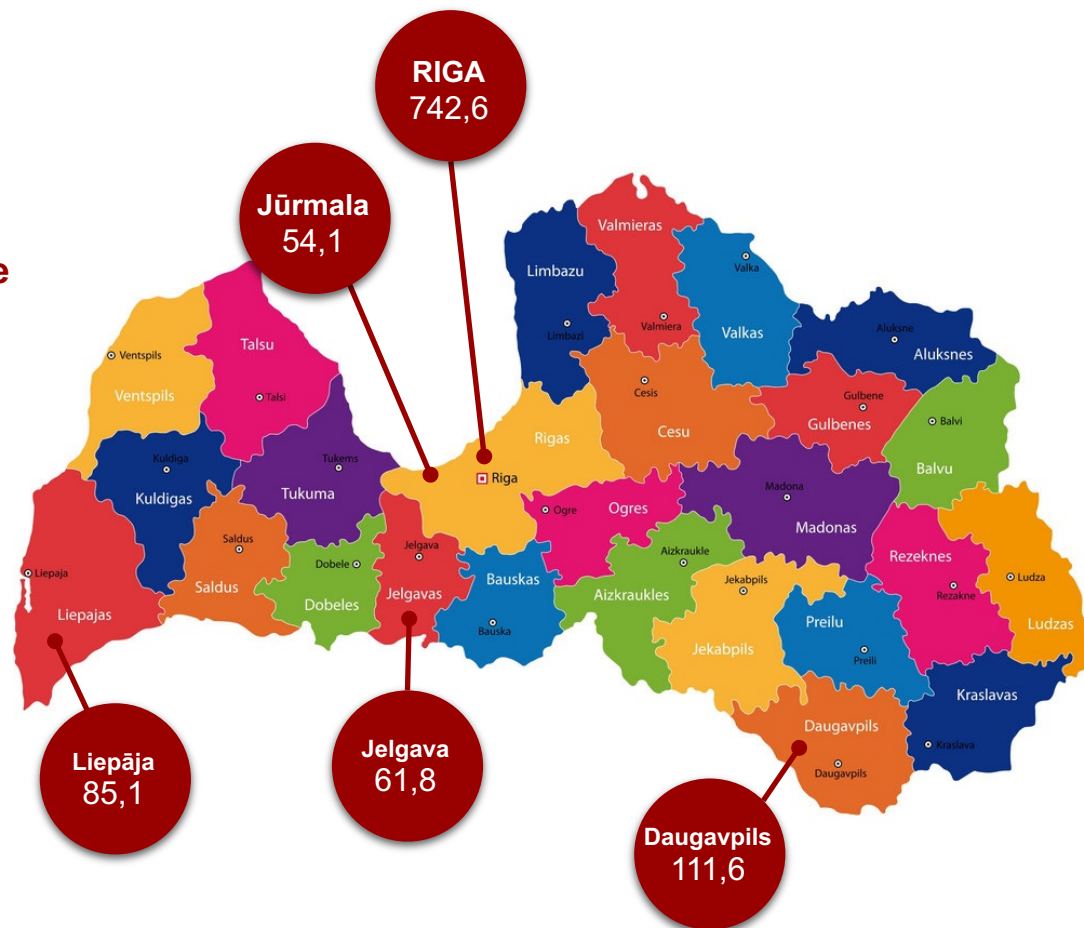 RIGA
742,6
Jūrmala
54,1
e
Valmieras
Limbazu
Valka
Limbazi
Valmiera
Valkas
Aluksne
Aluksnes
Talsu
Ventspils
Ventspils
Talsi
Cesis
Cesu
Gulbene
Gulbenes
Balvi
Balvu
Rigas
Riga
Kuldiga
Kuldigas
Tukems
Tukuma
Madona
Madonas
Ogre
Ogres
Saldus
Saldus
Dobele
Dobeles
Jelgava
Jelgavas
Bauskas
Bauska
Aizkraukle
Aizkraukles
Jekabpils
Jekabpils
Rezeknes
Rezakne
Ludza
Ludzas
Liepaja
Liepajas
Preilu
Preili
Kraslavas
Kraslava
Daugavpils
Daugavpils
Liepāja
85,1
Jelgava
61,8
Daugavpils
111,6